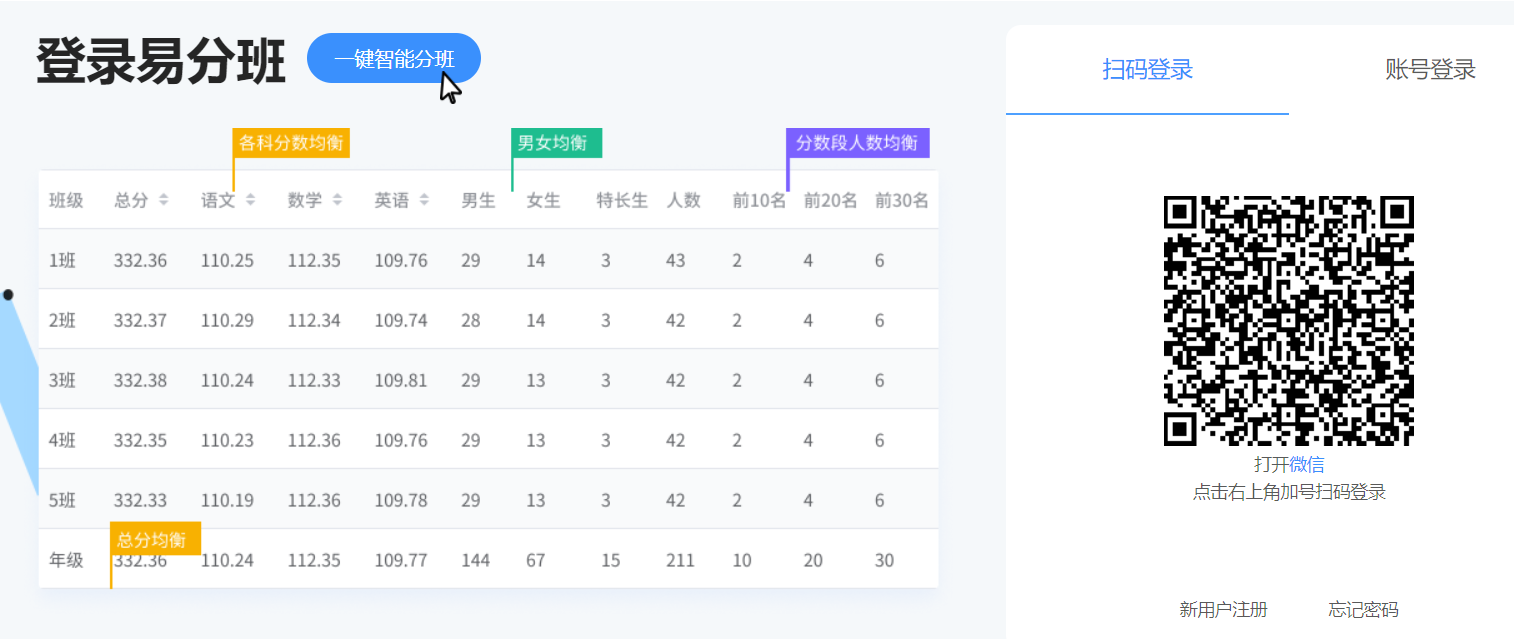 登录易分班
一键智能分班
扫码登录 账号登录
各科分数均衡 男女均衡 分数段人数均衡
班级 总分 语文 数学 英语 男生 女生 特长生 人数 前10名 前20名 前30名
1班 332.36 110.25 112.35 109.76 29 14 3 43 2 4 6
2班 332.37 110.29 112.34 109.74 28 14 3 42 2 4 6
3班 332.38 110.24 112.33 109.81 29 13 3 42 2 4 6
4班 332.35 110.23 112.36 109.76 29 13 3 42 2 4 6
5班 332.33 110.19 112.36 109.78 29 13 3 42 2 4 6
总分均衡
年级 332.36 110.24 112.35 109.77 144 67 15 211 10 20 30
打开微信
点击右上角加号扫码登录
新用户注册 忘记密码